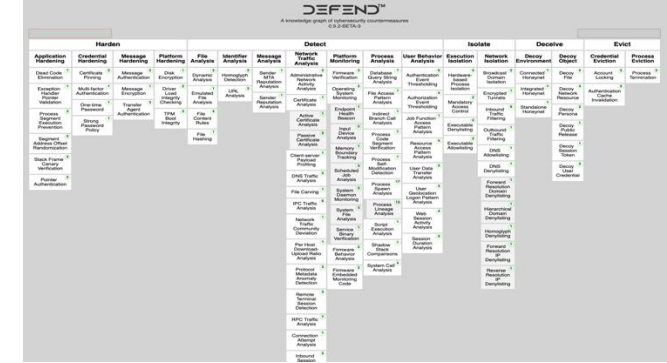 D3FEND™
A knowledge graph of cybersecurity countermeasures
0.9.2-BETA-3
Harden
Detect
Isolate
Deceive
Evict
Application Hardening
Credential Hardening
Message Hardening
Platform Hardening
File Analysis
Identifier Analysis
Message Analysis
Network Traffic Analysis
Platform Monitoring
Process Analysis
User Behavior Analysis
Execution Isolation
Network Isolation
Decoy Environment
Decoy Object
Credential Eviction
Process Eviction
Dead Code Elimination
Exception Handler Pointer Validation
Process Segment Execution Prevention
Segment Address Offset Randomization
Stack Frame Canary Verification
Pointer Authentication
Certificate Pinning
Multi-factor Authentication
One-time Password
Strong Password Policy
Message Authentication
Message Encryption
Transfer Agent Authentication
Disk Encryption
Driver Load Integrity Checking
TPM Boot Integrity
Dynamic Analysis
Emulated File Analysis
File Content Rules
File Hashing
Homoglyph Detection
URL Analysis
Sender MTA Reputation Analysis
Sender Reputation Analysis
Administrative Network Activity Analysis
Certificate Analysis
Active Certificate Analysis
Passive Certificate Analysis
Client-server Payload Profiling
DNS Traffic Analysis
File Carving
IPC Traffic Analysis
Network Traffic Community Deviation
Per Host Download-Upload Ratio Analysis
Protocol Metadata Anomaly Detection
Remote Terminal Session Detection
RPC Traffic Analysis
Connection Attempt Analysis
Inbound Session
Firmware Verification
Operating System Monitoring
Endpoint Health Beacon
Input Device Analysis
Memory Boundary Tracking
Scheduled Job Analysis
System Daemon Monitoring
System File Analysis
Service Binary Verification
Firmware Behavior Analysis
Firmware Embedded Monitoring Code
Database Query String Analysis
File Access Pattern Analysis
Indirect Branch Call Analysis
Process Code Segment Verification
Process Self-Modification Detection
Process Spawn Analysis
Process Lineage Analysis
Script Execution Analysis
Shadow Stack Comparisons
System Call Analysis
Authentication Event Thresholding
Authorization Event Thresholding
Job Function Access Pattern Analysis
Resource Access Pattern Analysis
User Data Transfer Analysis
User Geolocation Logon Pattern Analysis
Web Session Activity Analysis
Session Duration Analysis
Hardware-based Process Isolation
Mandatory Access Control
Executable Denylisting
Executable Allowlisting
Broadcast Domain Isolation
Encrypted Tunnels
Inbound Traffic Filtering
Outbound Traffic Filtering
DNS Allowlisting
DNS Denylisting
Forward Resolution Domain Denylisting
Hierarchical Domain Denylisting
Homoglyph Denylisting
Forward Resolution IP Denylisting
Reverse Resolution IP Denylisting
Connected Honeynet
Integrated Honeynet
Standalone Honeynet
Decoy File
Decoy Network Resource
Decoy Persona
Decoy Public Release
Decoy Session Token
Decoy User Credential
Account Locking
Authentication Cache Invalidation
Process Termination